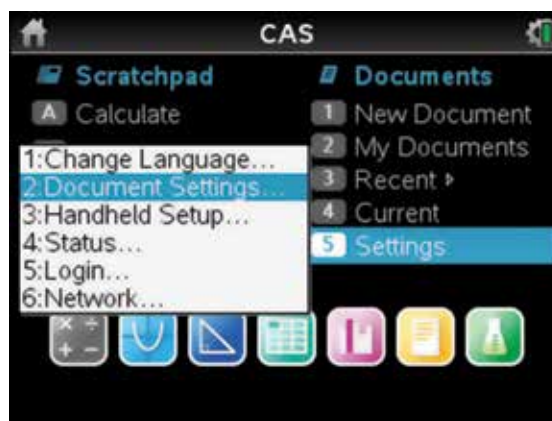 CAS
Scratchpad
A Calculate
1:Change Language...
2:Document Settings...
3:Handheld Setup...
4:Status...
5:Login...
6:Network...
Documents
1 New Document
2 My Documents
3 Recent ▸
4 Current
5 Settings